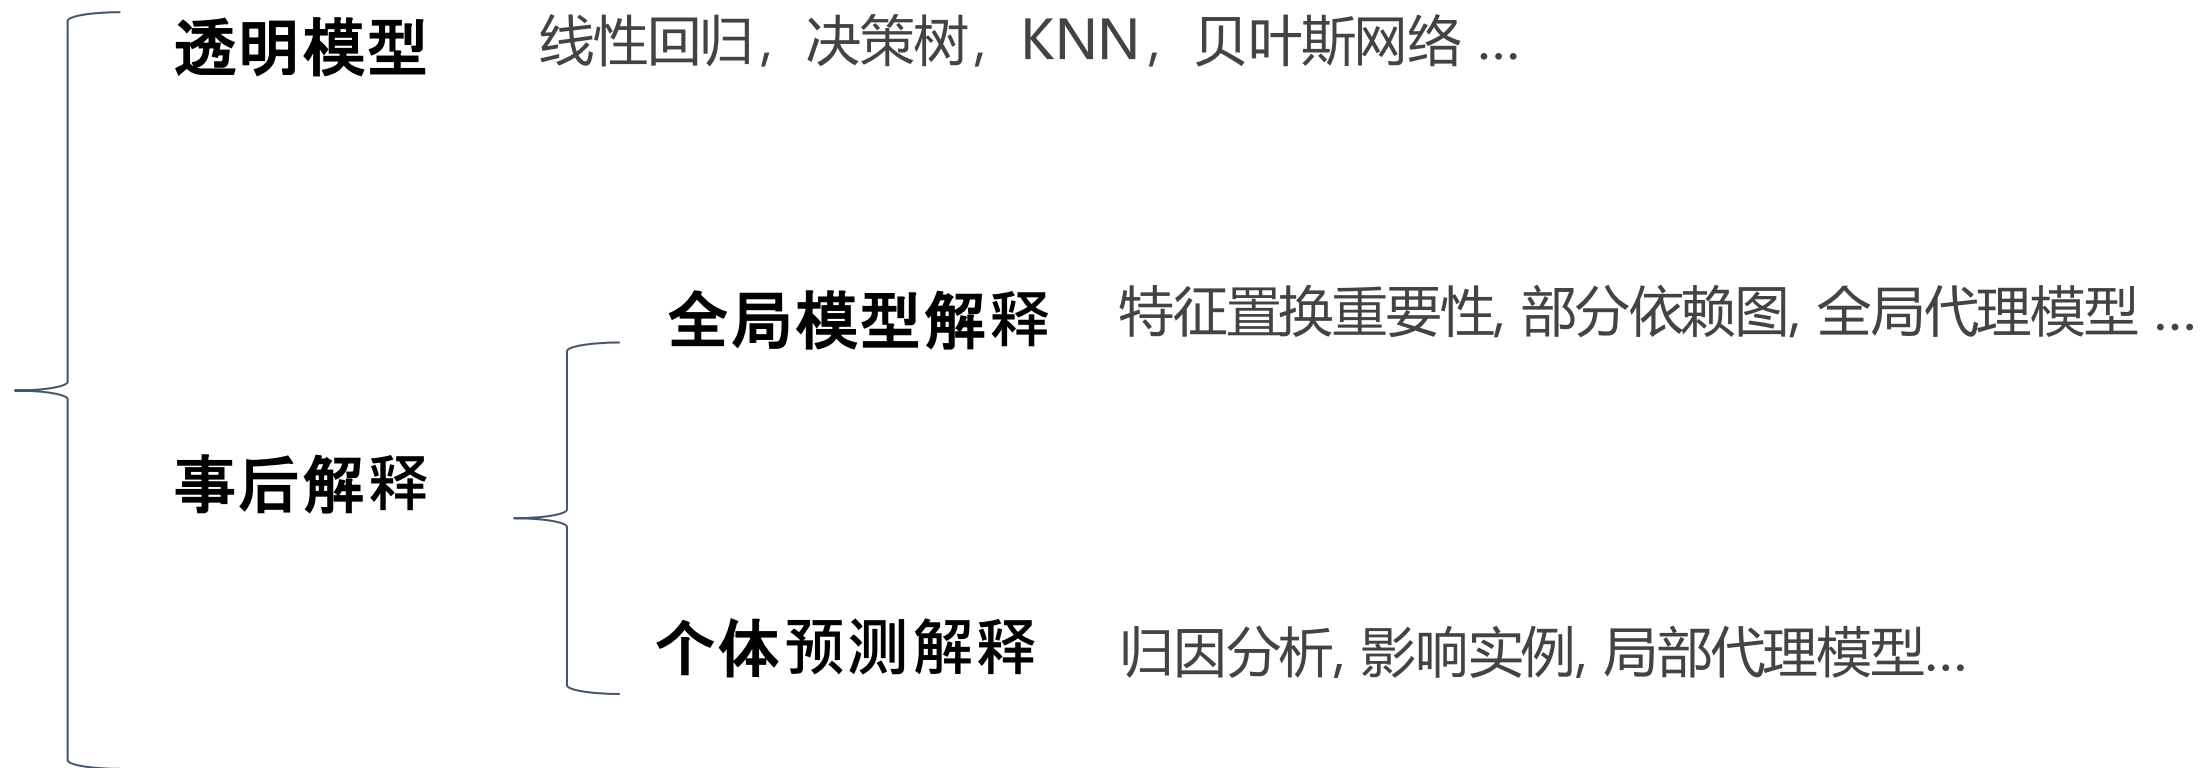 透明模型 线性回归，决策树，KNN，贝叶斯网络 ...
全局模型解释 特征置换重要性, 部分依赖图, 全局代理模型 ...
事后解释
个体预测解释 归因分析, 影响实例, 局部代理模型...